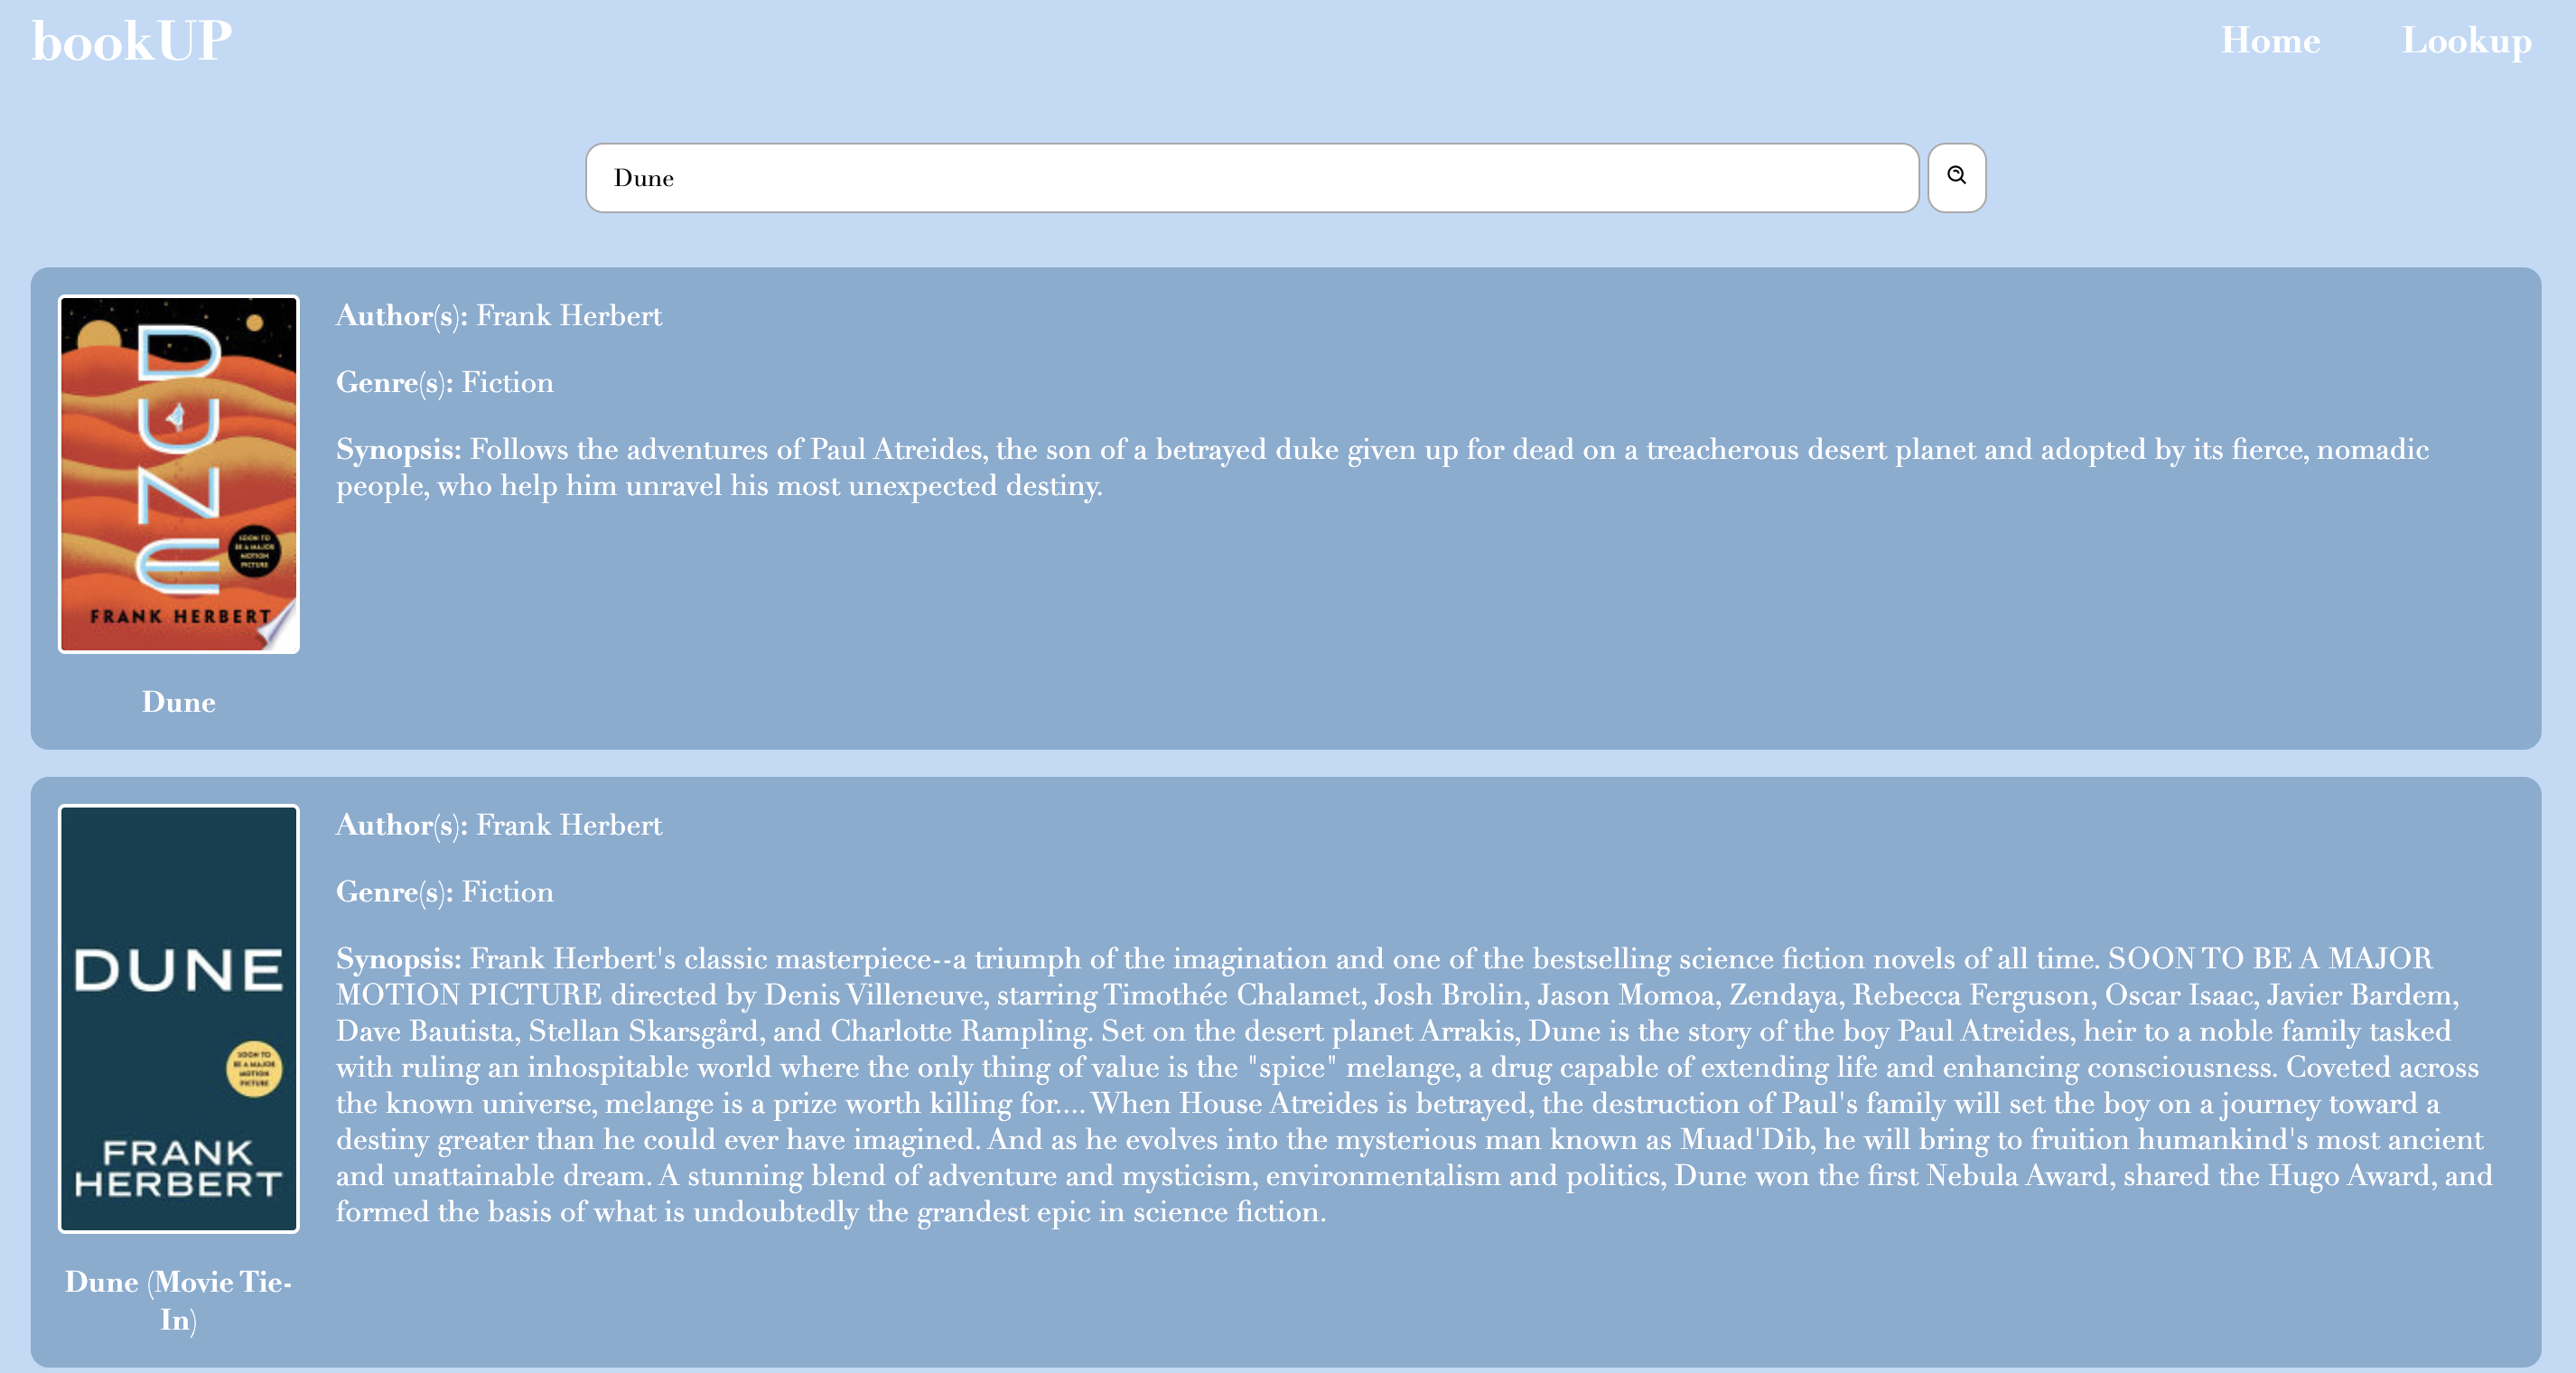 bookUP
Home
Lookup
Dune
DUNE
SOON TO
BE A MAJOR
MOTION
PICTURE
FRANK HERBERT
Dune
Author(s): Frank Herbert
Genre(s): Fiction
Synopsis: Follows the adventures of Paul Atreides, the son of a betrayed duke given up for dead on a treacherous desert planet and adopted by its fierce, nomadic
people, who help him unravel his most unexpected destiny.
DUNE
SOON TO
BE A MAJOR
MOTION
PICTURE
FRANK
HERBERT
Dune (Movie Tie-
In)
Author(s): Frank Herbert
Genre(s): Fiction
Synopsis: Frank Herbert's classic masterpiece--a triumph of the imagination and one of the bestselling science fiction novels of all time. SOON TO BE A MAJOR
MOTION PICTURE directed by Denis Villeneuve, starring Timothée Chalamet, Josh Brolin, Jason Momoa, Zendaya, Rebecca Ferguson, Oscar Isaac, Javier Bardem,
Dave Bautista, Stellan Skarsgård, and Charlotte Rampling. Set on the desert planet Arrakis, Dune is the story of the boy Paul Atreides, heir to a noble family tasked
with ruling an inhospitable world where the only thing of value is the "spice" melange, a drug capable of extending life and enhancing consciousness. Coveted across
the known universe, melange is a prize worth killing for.... When House Atreides is betrayed, the destruction of Paul's family will set the boy on a journey toward a
destiny greater than he could ever have imagined. And as he evolves into the mysterious man known as Muad'Dib, he will bring to fruition humankind's most ancient
and unattainable dream. A stunning blend of adventure and mysticism, environmentalism and politics, Dune won the first Nebula Award, shared the Hugo Award, and
formed the basis of what is undoubtedly the grandest epic in science fiction.